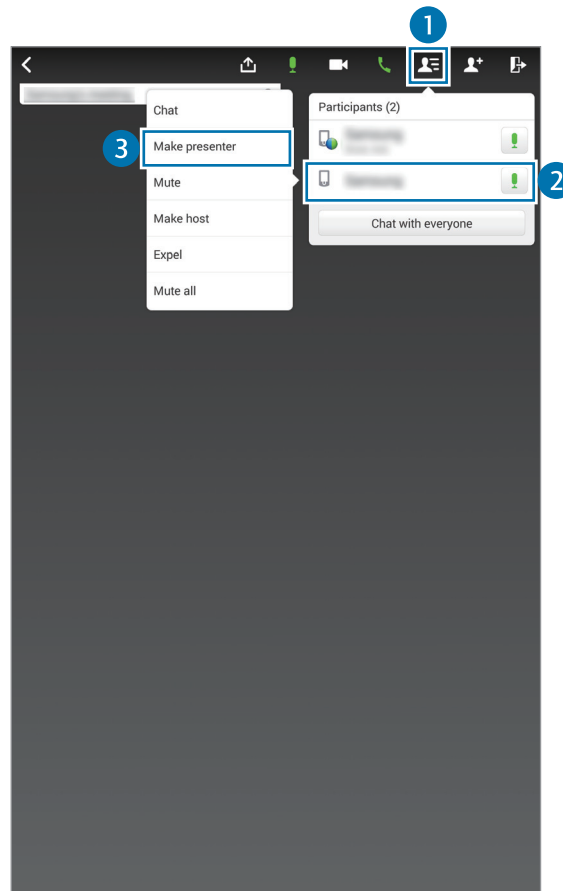 1
Participants (2)
Chat
3
Make presenter
Mute
2
Make host
Chat with everyone
Expel
Mute all